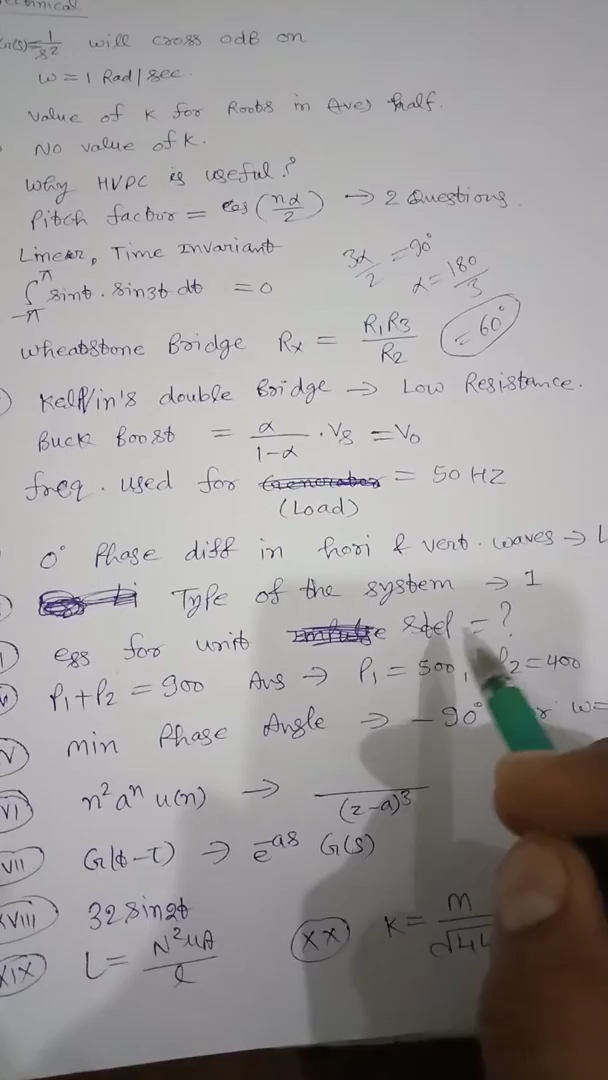 G(s) = 1/s² will cross 0dB on
ω = 1 Rad/sec.
Value of K for Roots in (+ve) half.
No value of K.
Why HVDC is useful?
Pitch factor = cos (nα/2) → 2 Questions.
Linear, Time Invariant
3α/2 = 90°
α = 180/3
= 60°
∫ -π π sint. sin3t dt = 0
Wheatstone Bridge Rx = R₁R₃/R₂
Kelvin's double Bridge → Low Resistance.
Buck Boost = α/1-α . Vs = Vo
freq. used for = 50 HZ
(Load)
0° Phase diff in hori & vert. waves → L
Type of the system → 1
ess for unit step = ?
P₁+P₂ = 900 Ans → P₁ = 500, P₂ = 400
V min Phase Angle ⇒ -90° ω=
VI n²aⁿ u(n) → /(z-a)³
VII G(t-τ) → e^-as G(s)
XVIII 32 sin2t
XIX L = N²μA/l
XX K = M/√L